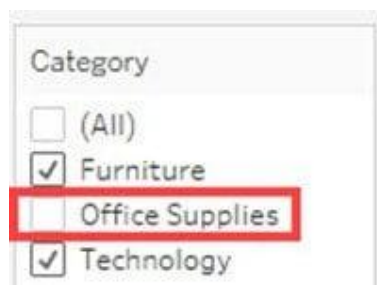 Category
(All)
Furniture
Office Supplies
Technology